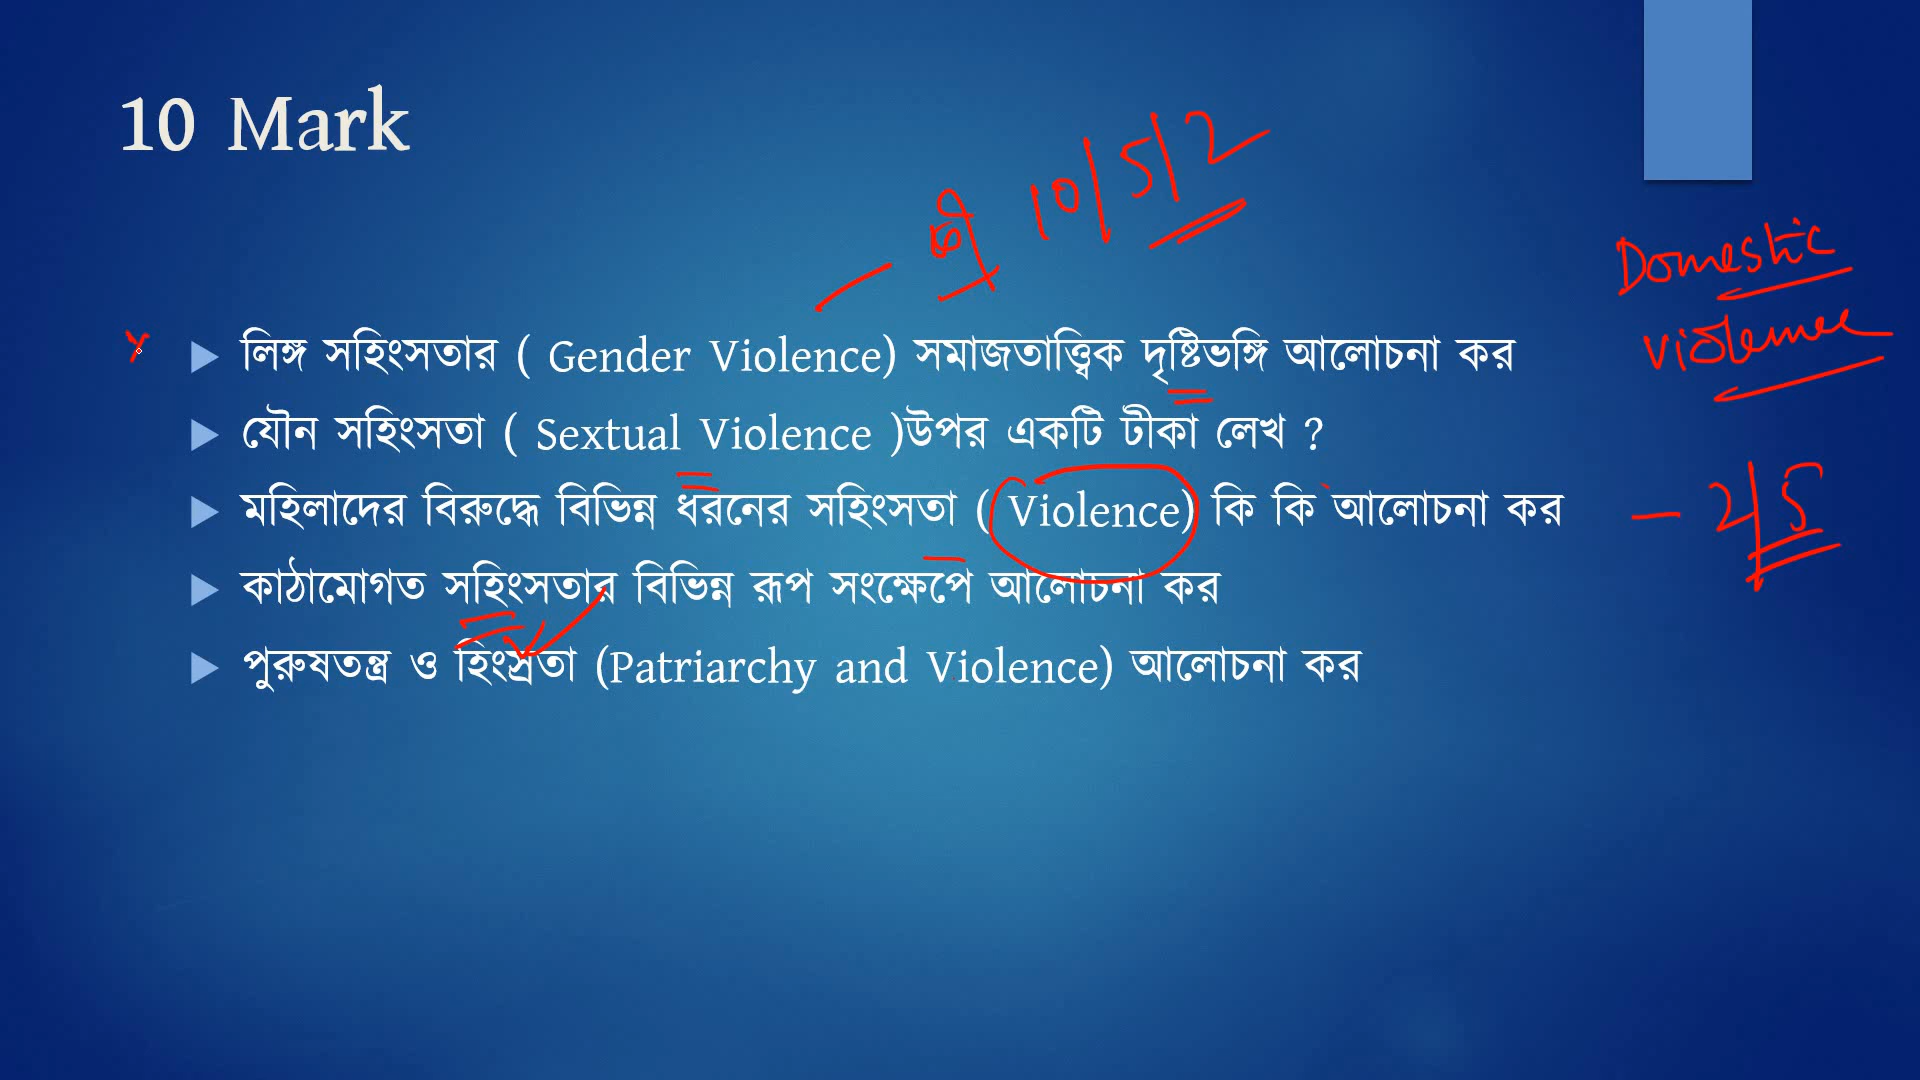 10 Mark
10/5/2
Domestic
violence
লিঙ্গ সহিংসতার ( Gender Violence) সমাজতাত্ত্বিক দৃষ্টিভঙ্গি আলোচনা কর
যৌন সহিংসতা ( Sextual Violence )উপর একটি টীকা লেখ ?
মহিলাদের বিরুদ্ধে বিভিন্ন ধরনের সহিংসতা ( Violence) কি কি আলোচনা কর
- 2/5
কাঠামোগত সহিংসতার বিভিন্ন রূপ সংক্ষেপে আলোচনা কর
পুরুষতন্ত্র ও হিংস্রতা (Patriarchy and Violence) আলোচনা কর